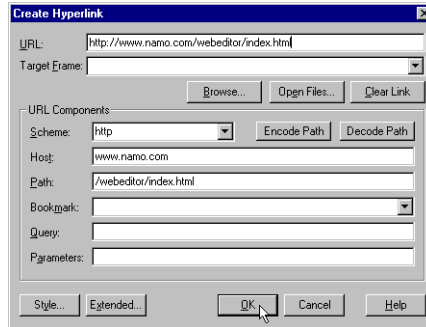 Create Hyperlink
URL: http://www.namo.com/webeditor/index.html
Target Frame:
Browse... Open Files... Clear Link
URL Components
Scheme: http Encode Path Decode Path
Host: www.namo.com
Path: /webeditor/index.html
Bookmark:
Query:
Parameters:
Style... Extended... OK Cancel Help